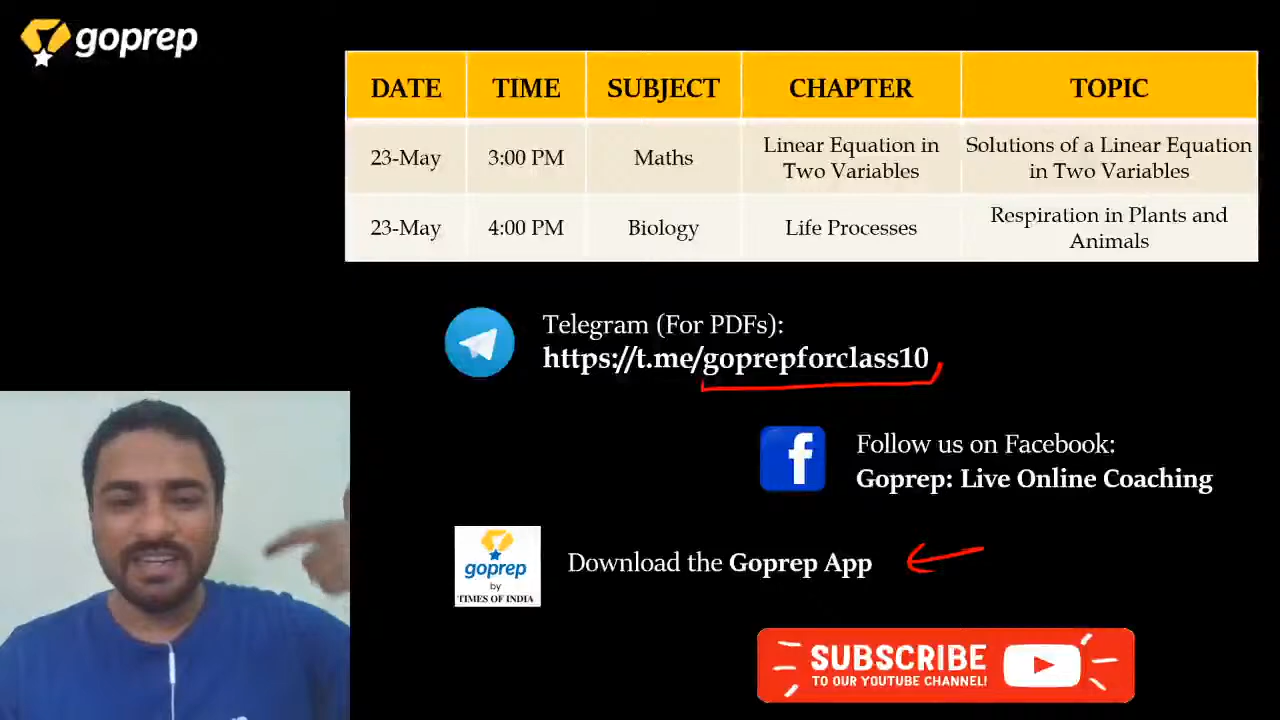 goprep
DATE TIME SUBJECT CHAPTER TOPIC
23-May 3:00 PM Maths Linear Equation in Two Variables Solutions of a Linear Equation in Two Variables
23-May 4:00 PM Biology Life Processes Respiration in Plants and Animals
Telegram (For PDFs):
https://t.me/goprepforclass10
Follow us on Facebook:
Goprep: Live Online Coaching
goprep
by
TIMES OF INDIA
Download the Goprep App
SUBSCRIBE
TO OUR YOUTUBE CHANNEL!